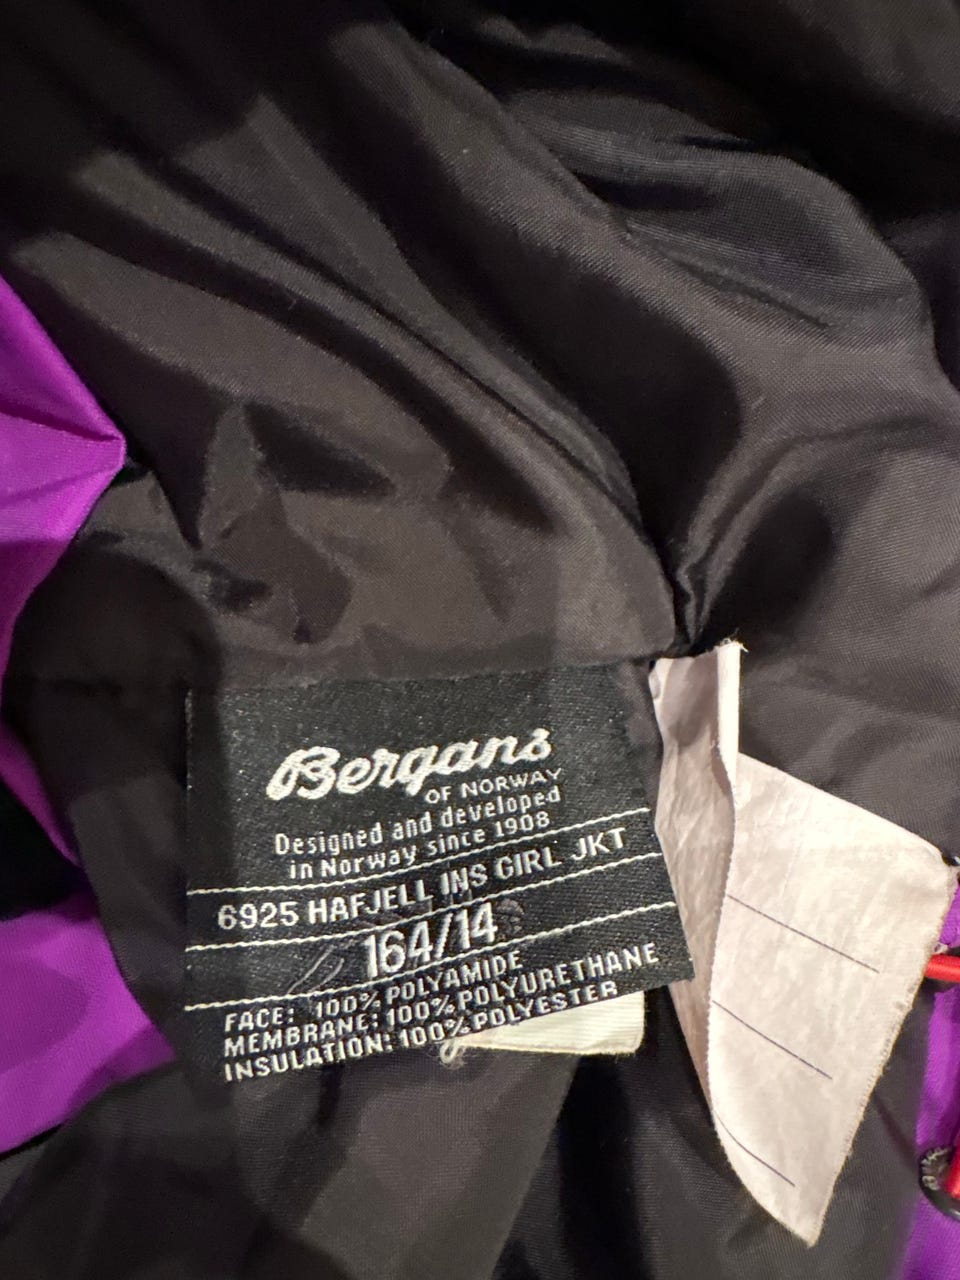 Bergans
OF NORWAY
Designed and developed
in Norway since 1908
6925 HAFJELL INS GIRL JKT
164/14
FACE: 100% POLYAMIDE
MEMBRANE: 100% POLYURETHANE
INSULATION: 100% POLYESTER